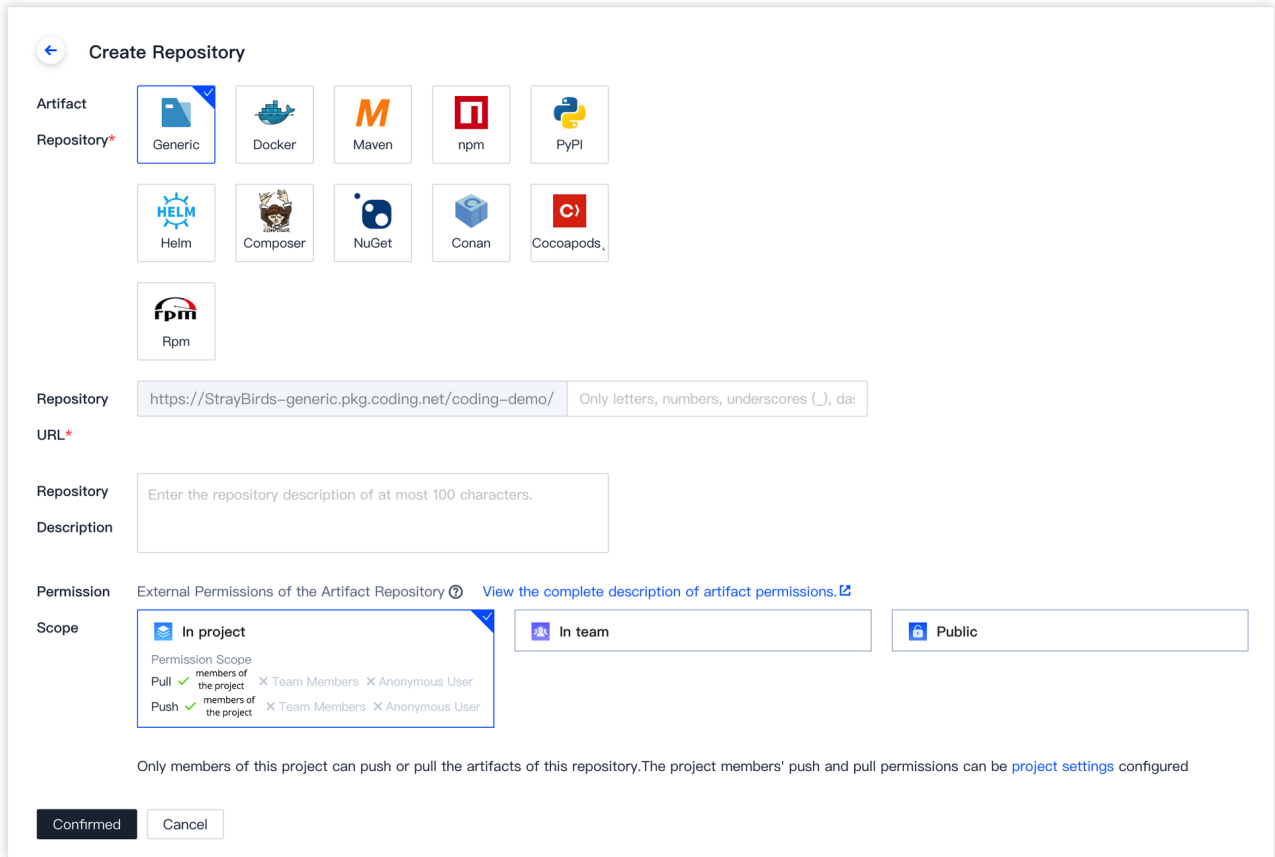 Create Repository
Artifact
Repository*
Generic
Docker
Maven
npm
PyPI
HELM
Helm
COMPOSER
Composer
NuGet
Conan
Cocoapods
rpm
Rpm
Repository
URL*
https://StrayBirds-generic.pkg.coding.net/coding-demo/
Only letters, numbers, underscores (_), das
Repository
Description
Enter the repository description of at most 100 characters.
Permission
Scope
External Permissions of the Artifact Repository ? View the complete description of artifact permissions.
In project
Permission Scope
Pull members of the project Team Members Anonymous User
Push members of the project Team Members Anonymous User
In team
Public
Only members of this project can push or pull the artifacts of this repository.The project members' push and pull permissions can be project settings configured
Confirmed
Cancel